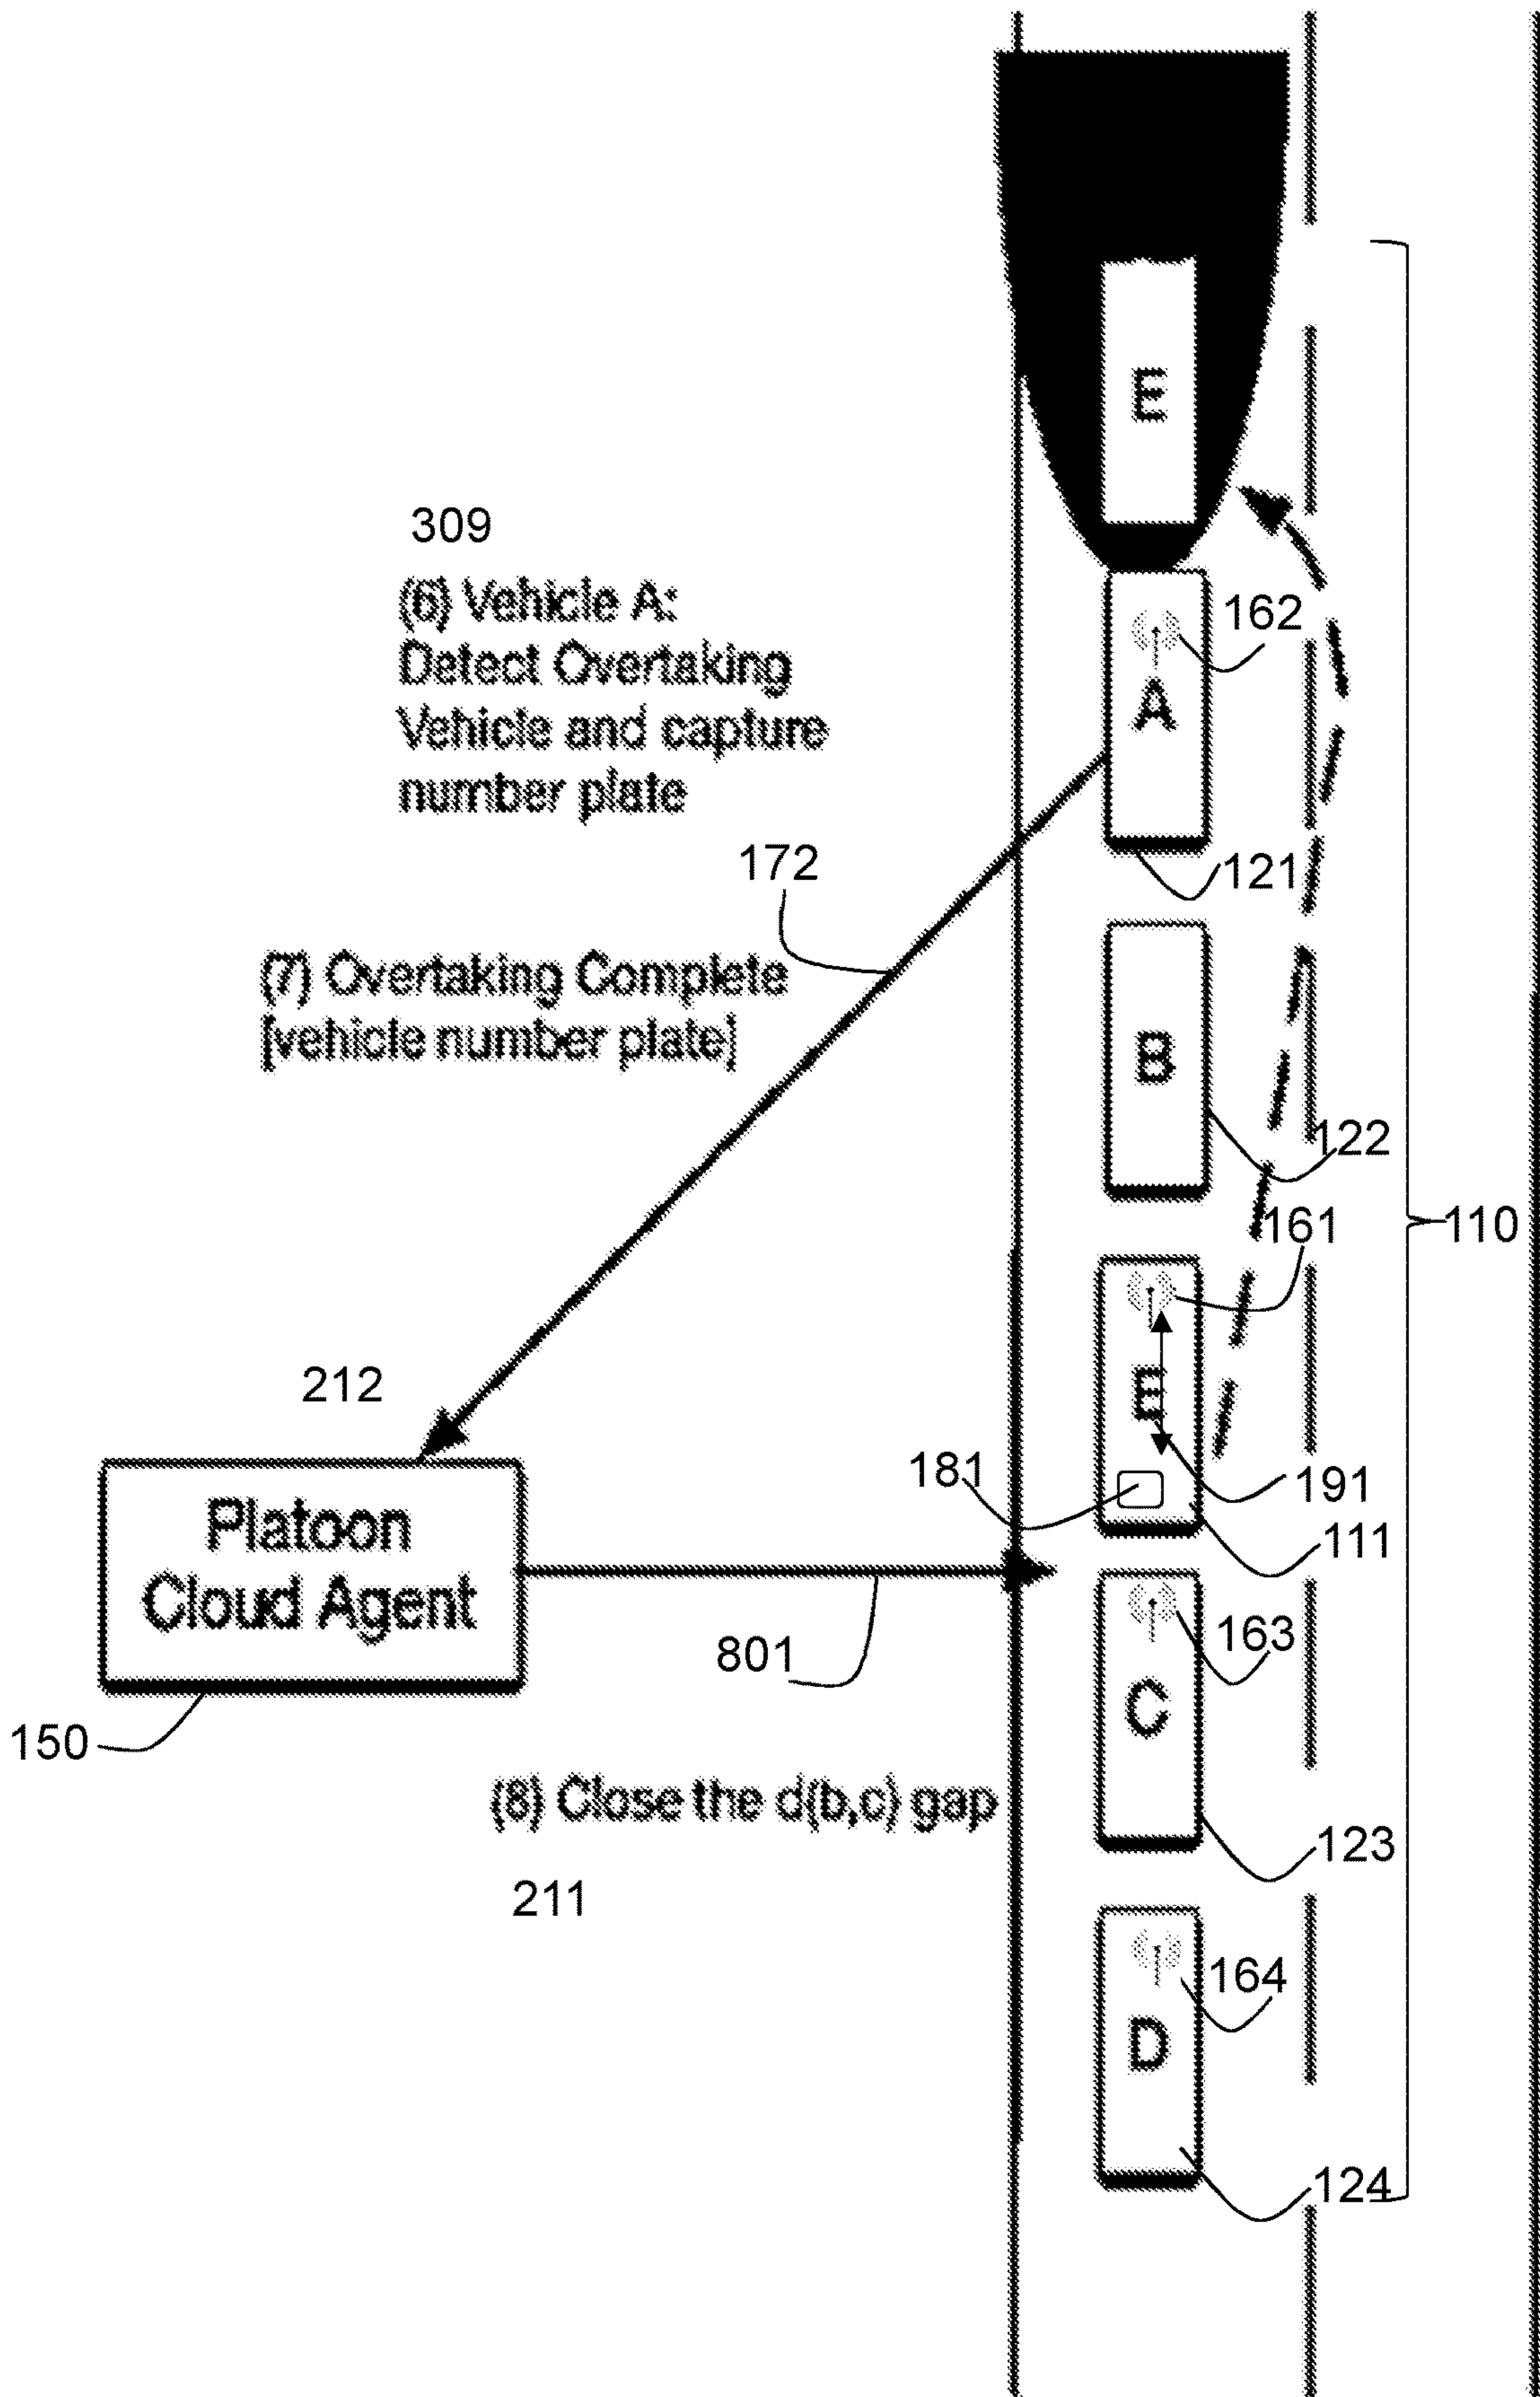 E
309
(6) Vehicle A:
Detect Overtaking
Vehicle and capture
number plate
162
A
172
121
(7) Overtaking Complete
[vehicle number plate]
B
122
161
110
212
E
181
191
111
Platoon
Cloud Agent
801
163
C
150
(8) Close the d(b,c) gap
123
211
164
D
124